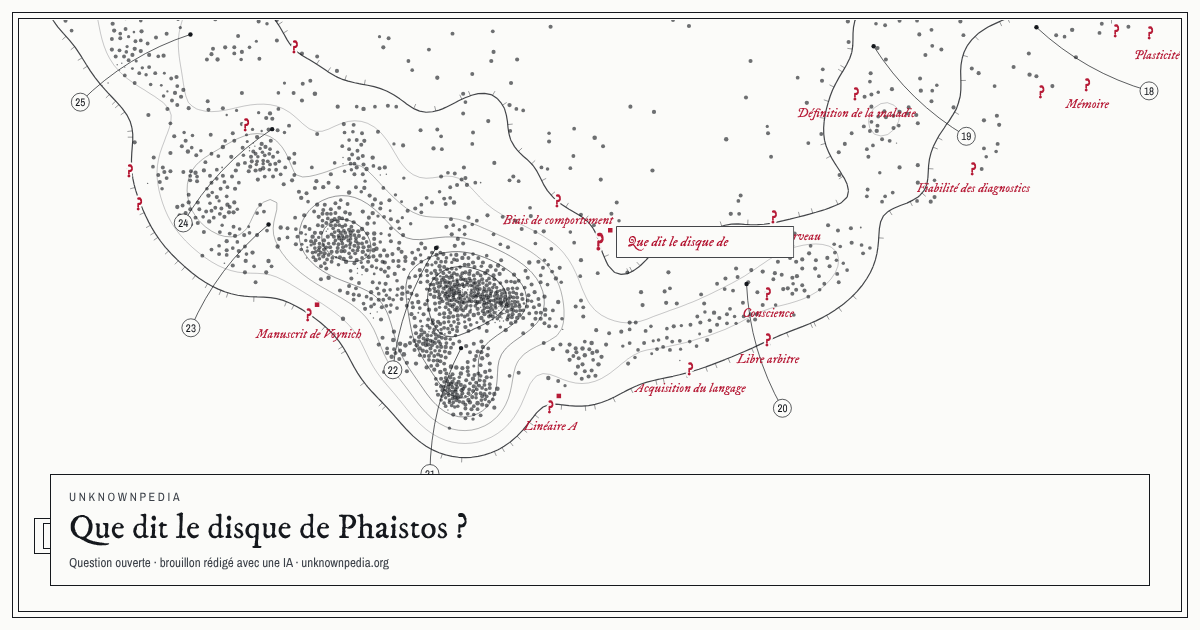 25
Plasticité
18
Mémoire
Définition de la maladie
19
Fiabilité des diagnostics
24
Biais de comportement
Que dit le disque de
23
Manuscrit de Voynich
Conscience
Libre arbitre
22
Acquisition du langage
20
Linéaire A
21
UNKNOWNPEDIA
Que dit le disque de Phaistos ?
Question ouverte · brouillon rédigé avec une IA · unknownpedia.org